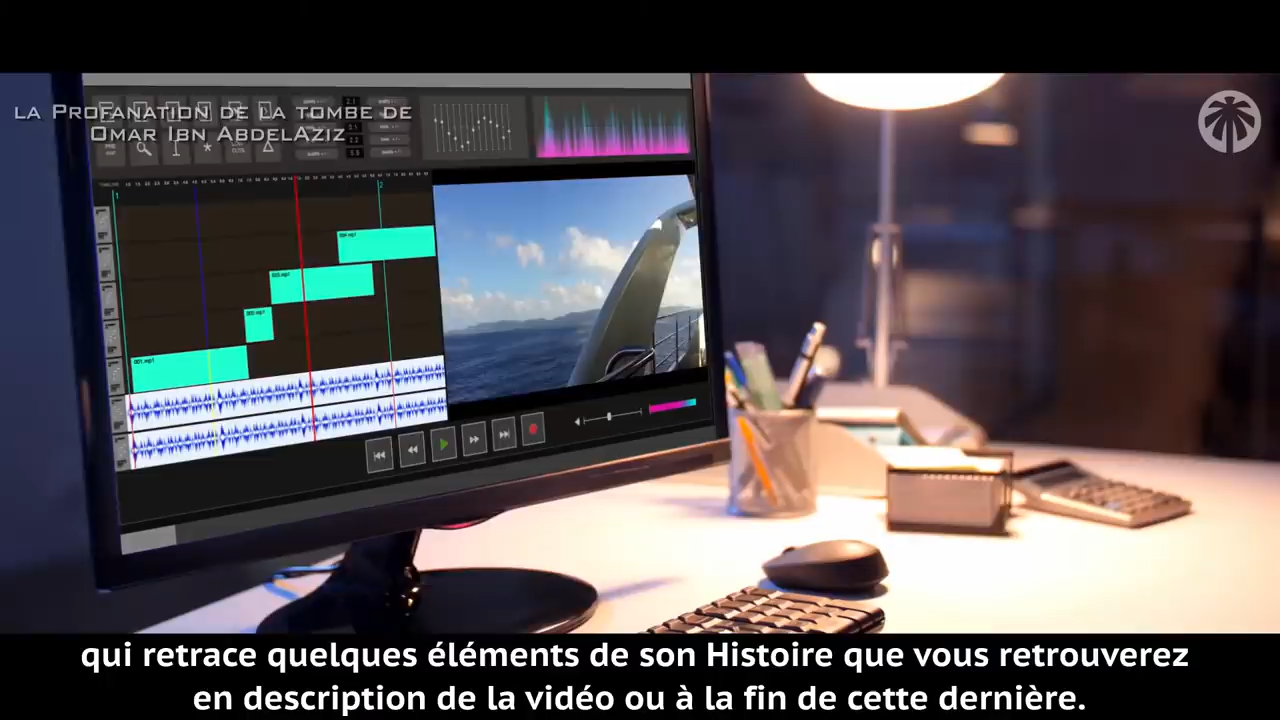 la Profanation de la tombe de
Omar Ibn AbdelAziz
qui retrace quelques éléments de son Histoire que vous retrouverez
en description de la vidéo ou à la fin de cette dernière.